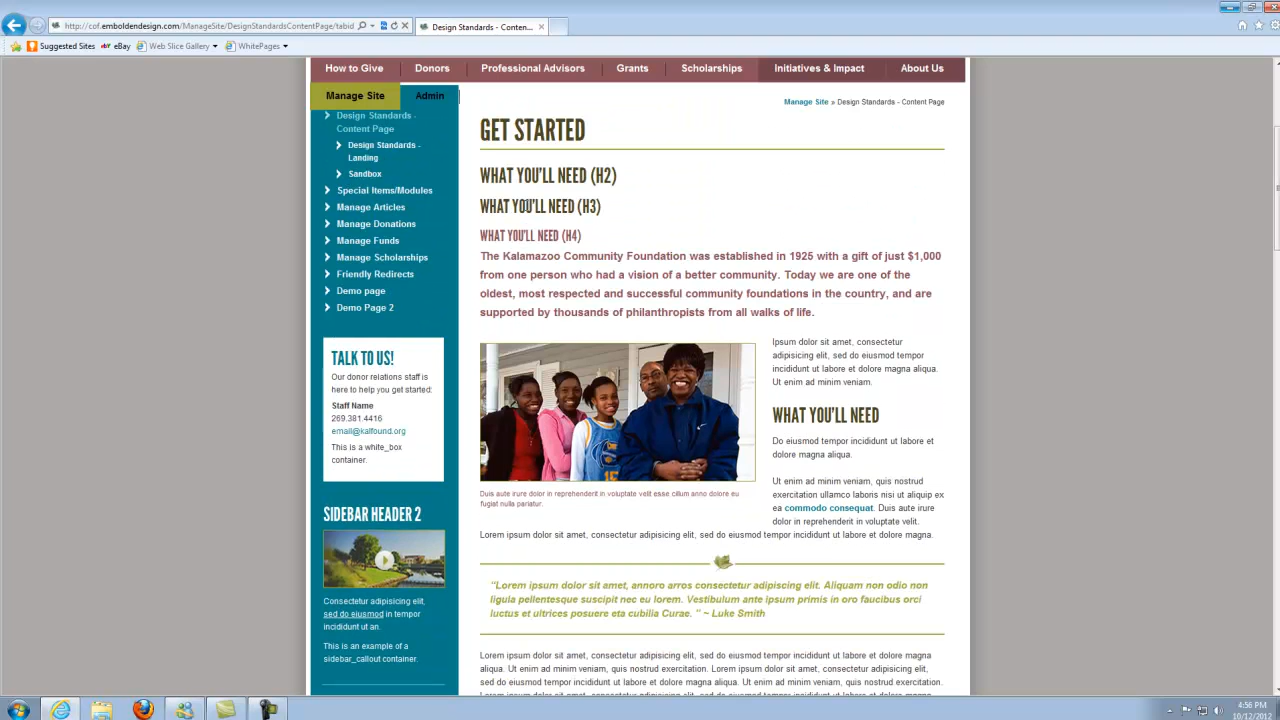 http://cof.emboldendesign.com/ManageSite/DesignStandardsContentPage/tabid
Design Standards - Conten...
Suggested Sites
eBay
Web Slice Gallery
WhitePages
How to Give
Donors
Professional Advisors
Grants
Scholarships
Initiatives & Impact
About Us
Manage Site
Admin
Manage Site » Design Standards - Content Page
Design Standards -
Content Page
Design Standards -
Landing
Sandbox
Special Items/Modules
Manage Articles
Manage Donations
Manage Funds
Manage Scholarships
Friendly Redirects
Demo page
Demo Page 2
TALK TO US!
Our donor relations staff is
here to help you get started:
Staff Name
269.381.4416
email@kalfound.org
This is a white_box
container.
SIDEBAR HEADER 2
Consectetur adipisicing elit,
sed do eiusmod in tempor
incididunt ut an.
This is an example of a
sidebar_callout container.
GET STARTED
WHAT YOU'LL NEED (H2)
WHAT YOU'LL NEED (H3)
WHAT YOU'LL NEED (H4)
The Kalamazoo Community Foundation was established in 1925 with a gift of just $1,000
from one person who had a vision of a better community. Today we are one of the
oldest, most respected and successful community foundations in the country, and are
supported by thousands of philanthropists from all walks of life.
Duis aute irure dolor in reprehenderit in voluptate velit esse cillum anno dolore eu
fugiat nulla pariatur.
Ipsum dolor sit amet, consectetur
adipisicing elit, sed do eiusmod tempor
incididunt ut labore et dolore magna aliqua.
Ut enim ad minim veniam.
WHAT YOU'LL NEED
Do eiusmod tempor incididunt ut labore et
dolore magna aliqua.
Ut enim ad minim veniam, quis nostrud
exercitation ullamco laboris nisi ut aliquip ex
ea commodo consequat. Duis aute irure
dolor in reprehenderit in voluptate velit.
Lorem ipsum dolor sit amet, consectetur adipisicing elit, sed do eiusmod tempor incididunt ut labore et dolore magna aliqua.
"Lorem ipsum dolor sit amet, annoro arros consectetur adipiscing elit. Aliquam non odio non
ligula pellentesque suscipit nec eu lorem. Vestibulum ante ipsum primis in oro faucibus orci
luctus et ultrices posuere eta cubilia Curae. " ~ Luke Smith
Lorem ipsum dolor sit amet, consectetur adipisicing elit, sed do eiusmod tempor incididunt ut labore et dolore magna
aliqua. Ut enim ad minim veniam, quis nostrud exercitation. Lorem ipsum dolor sit amet, consectetur adipisicing elit,
sed do eiusmod tempor incididunt ut labore et dolore magna aliqua. Ut enim ad minim veniam, quis nostrud exercitation.
4:56 PM
10/12/2012